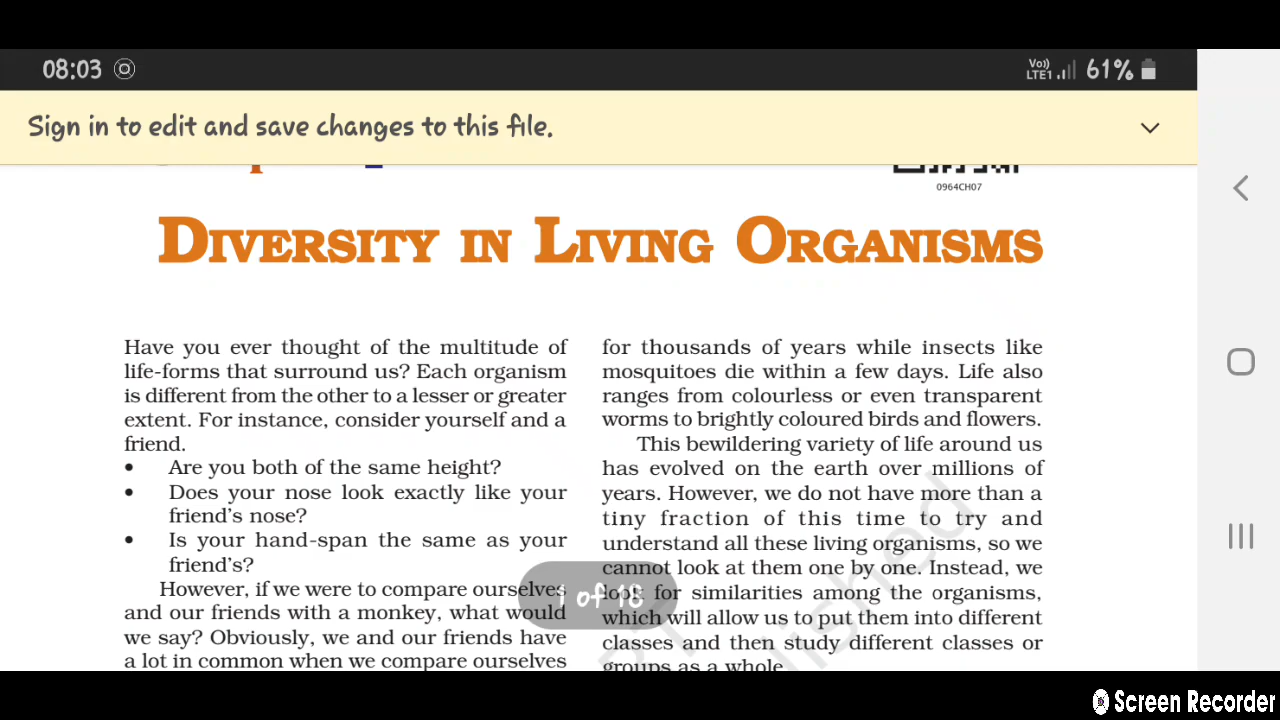 08:03
Vo))
LTE1
61%
Sign in to edit and save changes to this file.
0964CH07
DIVERSITY IN LIVING ORGANISMS
Have you ever thought of the multitude of
life-forms that surround us? Each organism
is different from the other to a lesser or greater
extent. For instance, consider yourself and a
friend.
• Are you both of the same height?
• Does your nose look exactly like your
friend's nose?
• Is your hand-span the same as your
friend's?
However, if we were to compare ourselves
and our friends with a monkey, what would
we say? Obviously, we and our friends have
a lot in common when we compare ourselves
for thousands of years while insects like
mosquitoes die within a few days. Life also
ranges from colourless or even transparent
worms to brightly coloured birds and flowers.
This bewildering variety of life around us
has evolved on the earth over millions of
years. However, we do not have more than a
tiny fraction of this time to try and
understand all these living organisms, so we
cannot look at them one by one. Instead, we
look for similarities among the organisms,
which will allow us to put them into different
classes and then study different classes or
groups as a whole.
1 of 18
Screen Recorder